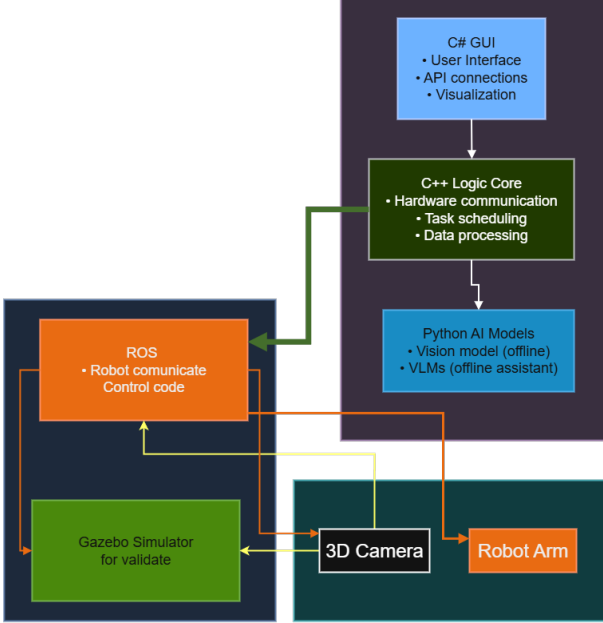 C# GUI
• User Interface
• API connections
• Visualization
C++ Logic Core
• Hardware communication
• Task scheduling
• Data processing
Python AI Models
• Vision model (offline)
• VLMs (offline assistant)
ROS
• Robot comunicate
Control code
Gazebo Simulator
for validate
3D Camera
Robot Arm